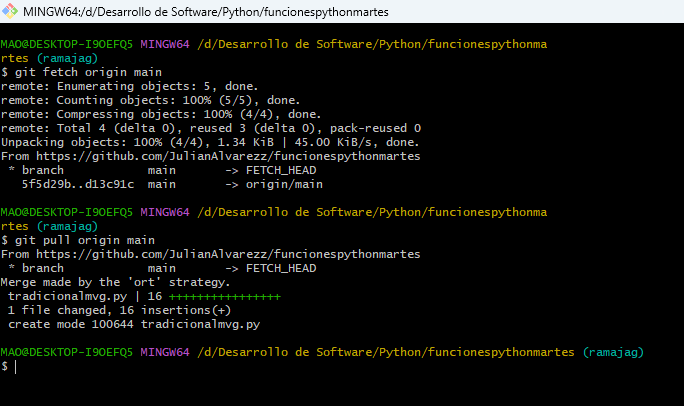 MINGW64:/d/Desarrollo de Software/Python/funcionespythonmartes
MAO@DESKTOP-I9OEFQ5 MINGW64 /d/Desarrollo de Software/Python/funcionespythonma
rtes (ramajag)
$ git fetch origin main
remote: Enumerating objects: 5, done.
remote: Counting objects: 100% (5/5), done.
remote: Compressing objects: 100% (4/4), done.
remote: Total 4 (delta 0), reused 3 (delta 0), pack-reused 0
Unpacking objects: 100% (4/4), 1.34 KiB | 45.00 KiB/s, done.
From https://github.com/JulianAlvarezz/funcionespythonmartes
 * branch            main       -> FETCH_HEAD
   5f5d29b..d13c91c  main       -> origin/main
MAO@DESKTOP-I9OEFQ5 MINGW64 /d/Desarrollo de Software/Python/funcionespythonma
rtes (ramajag)
$ git pull origin main
From https://github.com/JulianAlvarezz/funcionespythonmartes
 * branch            main       -> FETCH_HEAD
Merge made by the 'ort' strategy.
 tradicionalmvg.py | 16 ++++++++++++++++
 1 file changed, 16 insertions(+)
 create mode 100644 tradicionalmvg.py
MAO@DESKTOP-I9OEFQ5 MINGW64 /d/Desarrollo de Software/Python/funcionespythonmartes (ramajag)
$